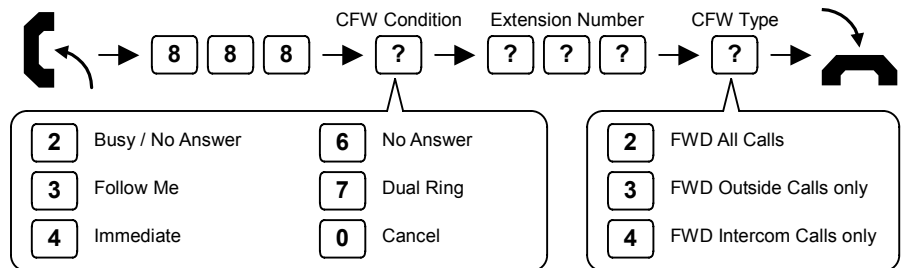 CFW Condition Extension Number CFW Type
8 8 8 ? ? ? ? ?
2 Busy / No Answer 6 No Answer 2 FWD All Calls
3 Follow Me 7 Dual Ring 3 FWD Outside Calls only
4 Immediate 0 Cancel 4 FWD Intercom Calls only